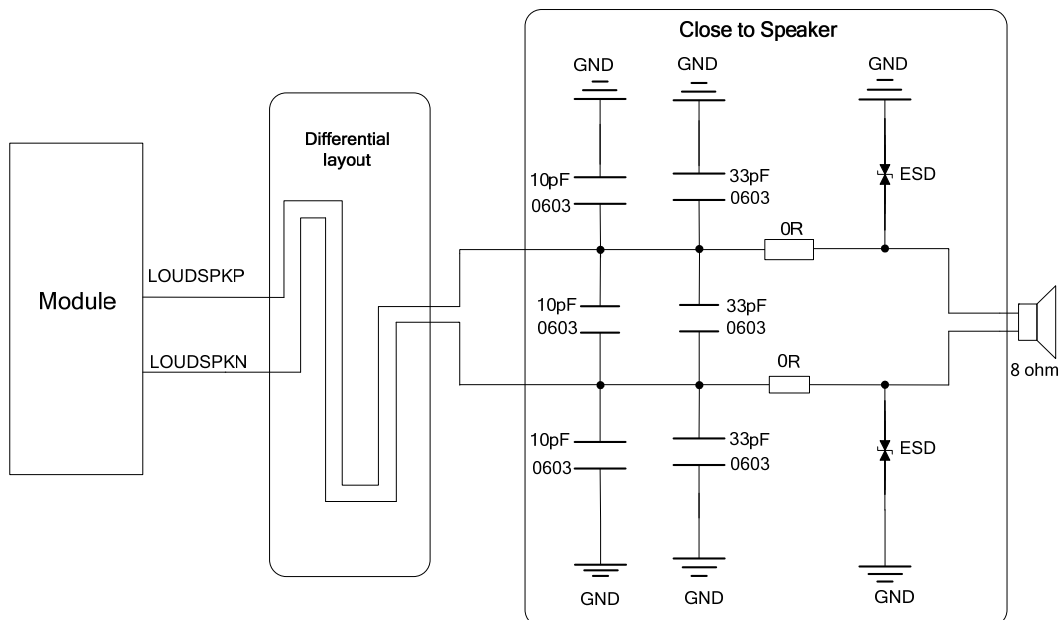 Close to Speaker
GND
GND
GND
Differential
layout
10pF
0603
33pF
0603
ESD
0R
LOUDSPKP
Module
10pF
0603
33pF
0603
LOUDSPKN
0R
8 ohm
10pF
0603
33pF
0603
ESD
GND
GND
GND